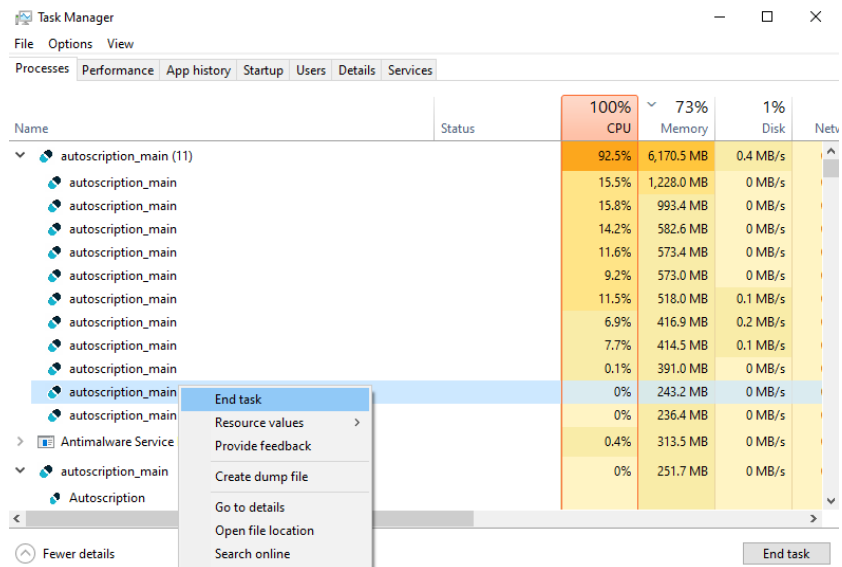 Task Manager
File Options View
Processes Performance App history Startup Users Details Services
100% 73% 1%
Name Status CPU Memory Disk Netw
autoscription_main (11) 92.5% 6,170.5 MB 0.4 MB/s
autoscription_main 15.5% 1,228.0 MB 0 MB/s
autoscription_main 15.8% 993.4 MB 0 MB/s
autoscription_main 14.2% 582.6 MB 0 MB/s
autoscription_main 11.6% 573.4 MB 0 MB/s
autoscription_main 9.2% 573.0 MB 0 MB/s
autoscription_main 11.5% 518.0 MB 0.1 MB/s
autoscription_main 6.9% 416.9 MB 0.2 MB/s
autoscription_main 7.7% 414.5 MB 0.1 MB/s
autoscription_main 0.1% 391.0 MB 0 MB/s
autoscription_main 0% 243.2 MB 0 MB/s
autoscription_main 0% 236.4 MB 0 MB/s
Antimalware Service 0.4% 313.5 MB 0 MB/s
autoscription_main 0% 251.7 MB 0 MB/s
Autoscription
End task
Resource values
Provide feedback
Create dump file
Go to details
Open file location
Search online
Fewer details End task